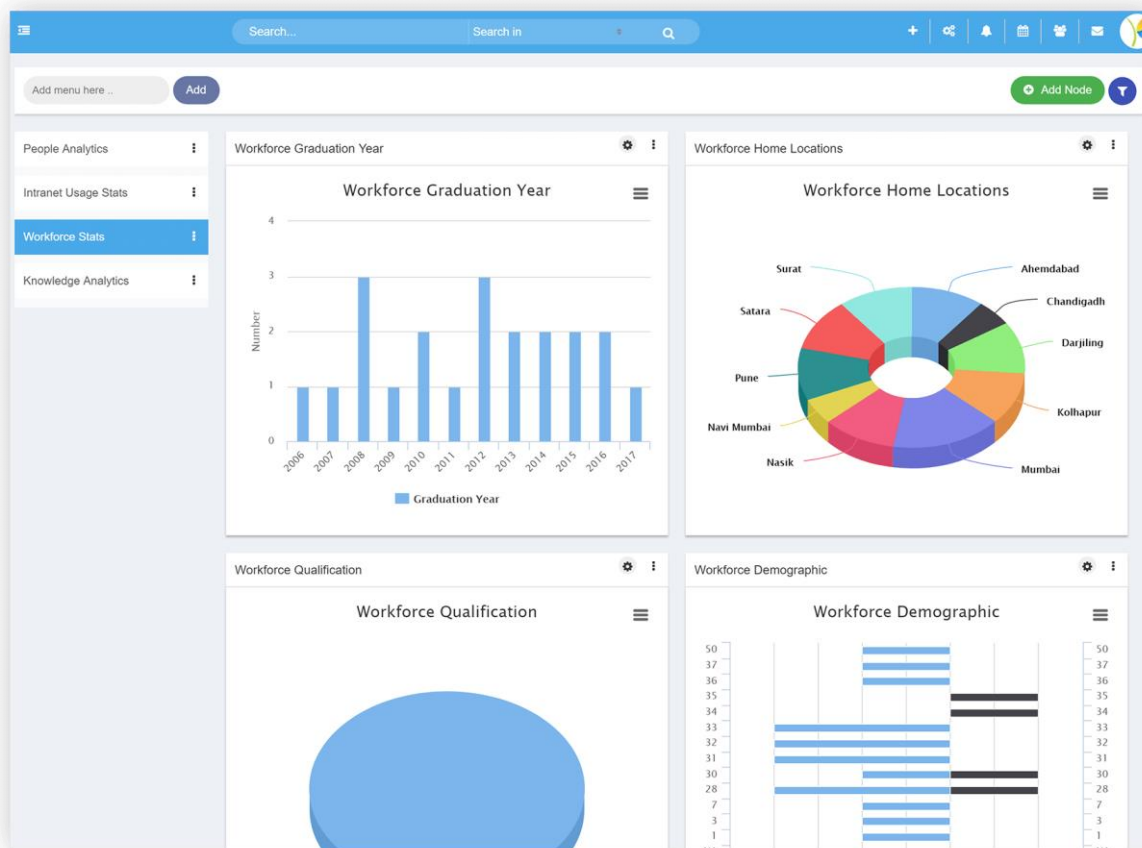 Search...
Search in
Add menu here ..
Add
Add Node
People Analytics
Intranet Usage Stats
Workforce Stats
Knowledge Analytics
Workforce Graduation Year
Workforce Graduation Year
4
3
2
1
0
Number
2006 2007 2008 2009 2010 2011 2012 2013 2014 2015 2016 2017
Graduation Year
Workforce Home Locations
Workforce Home Locations
Surat
Ahemdabad
Satara
Chandigadh
Darjiling
Pune
Kolhapur
Navi Mumbai
Nasik
Mumbai
Workforce Qualification
Workforce Qualification
Workforce Demographic
Workforce Demographic
50 50
37 37
36 36
35 35
34 34
33 33
32 32
31 31
30 30
28 28
7 7
3 3
1 1